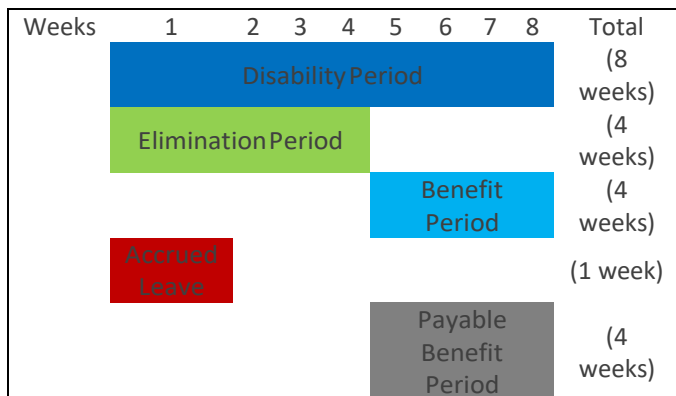 Weeks 1 2 3 4 5 6 7 8 Total
Disability Period (8 weeks)
Elimination Period (4 weeks)
Benefit Period (4 weeks)
Accrued Leave (1 week)
Payable Benefit Period (4 weeks)